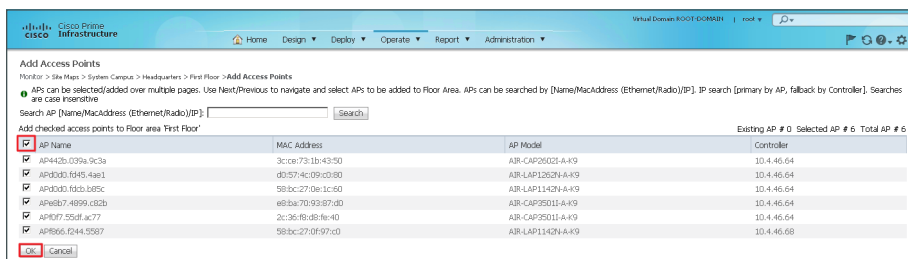 Cisco Prime
cisco Infrastructure
Virtual Domain ROOT-DOMAIN | root
Home Design Deploy Operate Report Administration
Add Access Points
Monitor > Site Maps > System Campus > Headquarters > First Floor >Add Access Points
APs can be selected/added over multiple pages. Use Next/Previous to navigate and select APs to be added to Floor Area. APs can be searched by [Name/MacAddress (Ethernet/Radio)/IP]. IP search [primary by AP, fallback by Controller]. Searches
are case insensitive
Search AP [Name/MacAddress (Ethernet/Radio)/IP]: Search
Add checked access points to Floor area 'First Floor' Existing AP # 0 Selected AP # 6 Total AP # 6
AP Name MAC Address AP Model Controller
AP442b.039a.9c3a 3c:ce:73:1b:43:50 AIR-CAP2602I-A-K9 10.4.46.64
APd0d0.fd45.4ae1 d0:57:4c:09:c0:80 AIR-LAP1262N-A-K9 10.4.46.64
APd0d0.fdcb.b85c 58:bc:27:0e:1c:60 AIR-LAP1142N-A-K9 10.4.46.64
APe8b7.4899.c82b e8:ba:70:93:87:d0 AIR-CAP3501I-A-K9 10.4.46.64
APf0f7.55df.ac77 2c:36:f8:d8:fe:40 AIR-CAP3501I-A-K9 10.4.46.64
APf866.f244.5587 58:bc:27:0f:97:c0 AIR-LAP1142N-A-K9 10.4.46.68
OK Cancel